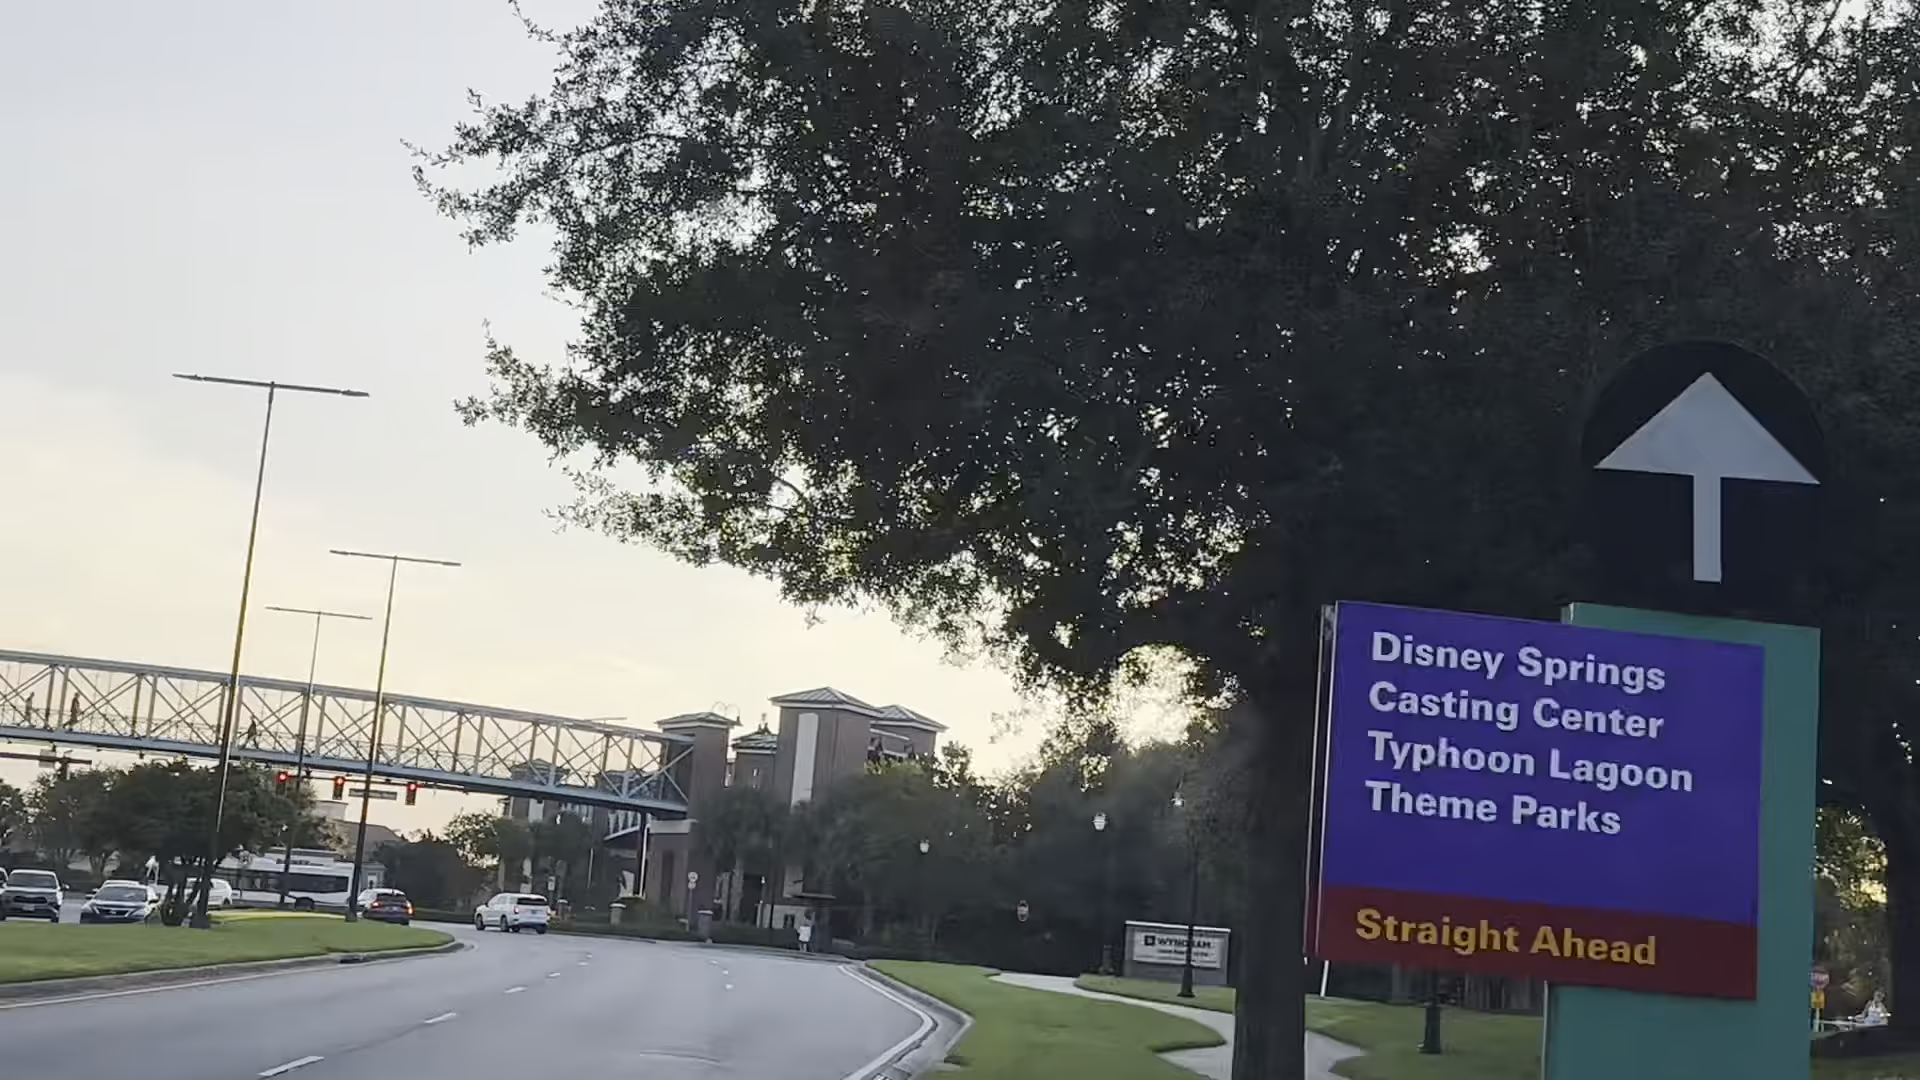 Disney Springs
Casting Center
Typhoon Lagoon
Theme Parks
Straight Ahead
WYNDHAM